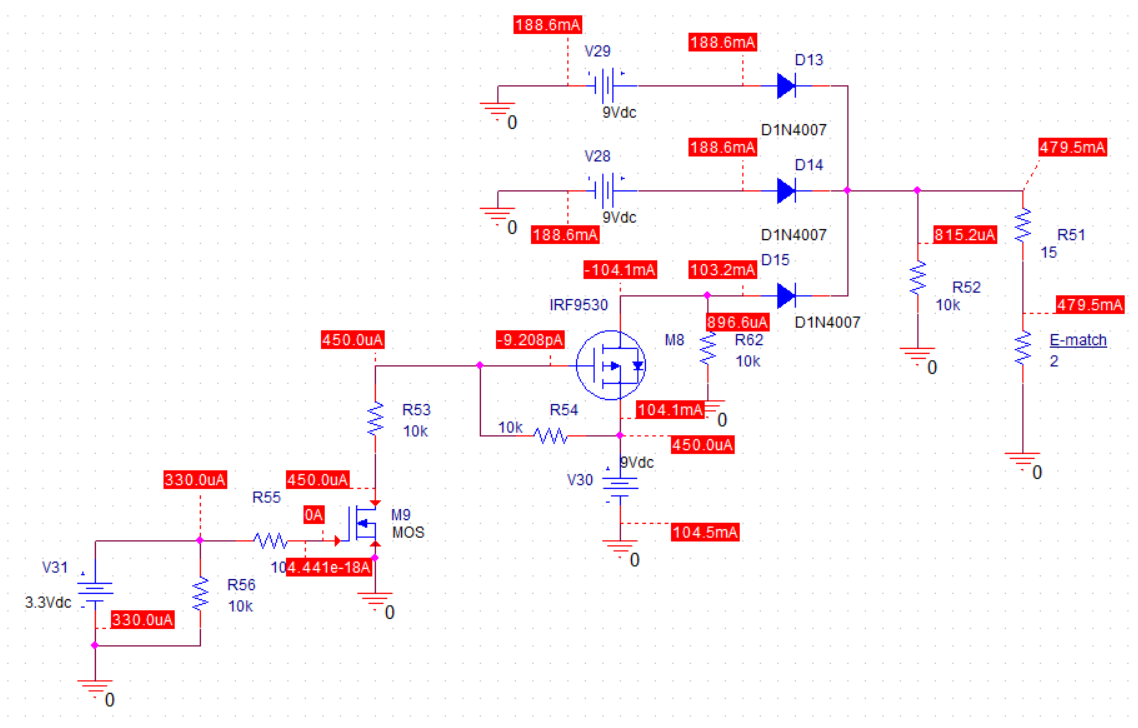 188.6mA
V29
188.6mA
D13
9Vdc
0
D1N4007
V28
188.6mA
D14
479.5mA
9Vdc
0
188.6mA
D1N4007
815.2uA
R51
15
-104.1mA
103.2mA
D15
R52
10k
IRF9530
896.6uA
D1N4007
479.5mA
450.0uA
-9.208pA
M8
R62
10k
E-match
2
0
R53
10k
R54
10k
104.1mA
0
450.0uA
9Vdc
V30
0
330.0uA
450.0uA
R55
0A
M9
MOS
104.5mA
0
V31
3.3Vdc
R56
10k
4.441e-18A
330.0uA
0
0